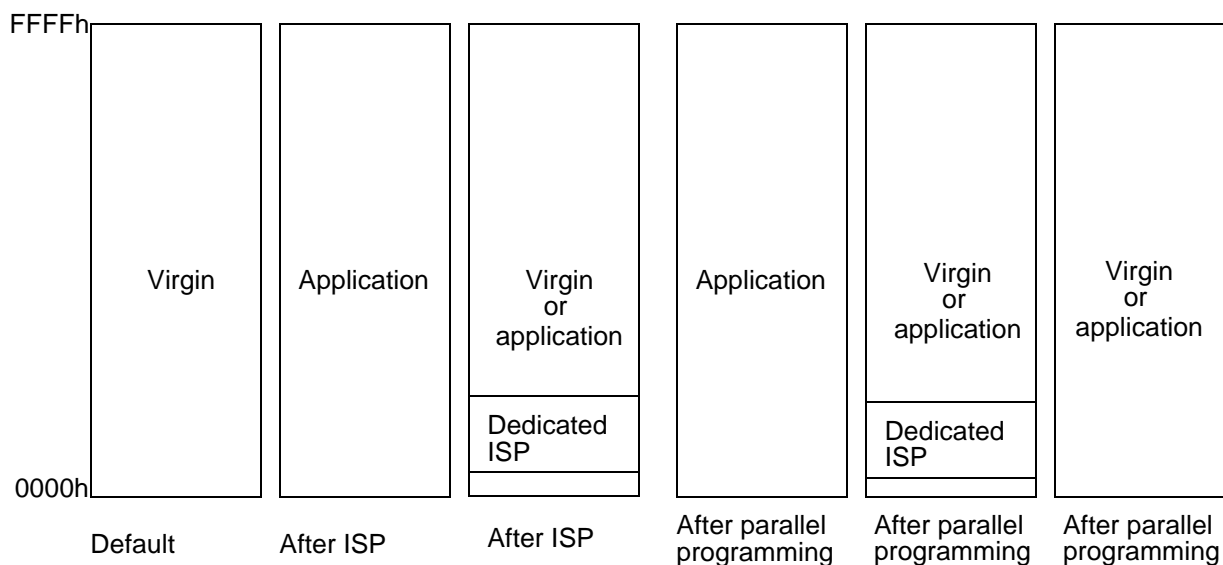 FFFFh
Virgin
Application
Virgin
or
application
Dedicated
ISP
Application
Virgin
or
application
Dedicated
ISP
Virgin
or
application
0000h
Default
After ISP
After ISP
After parallel
programming
After parallel
programming
After parallel
programming